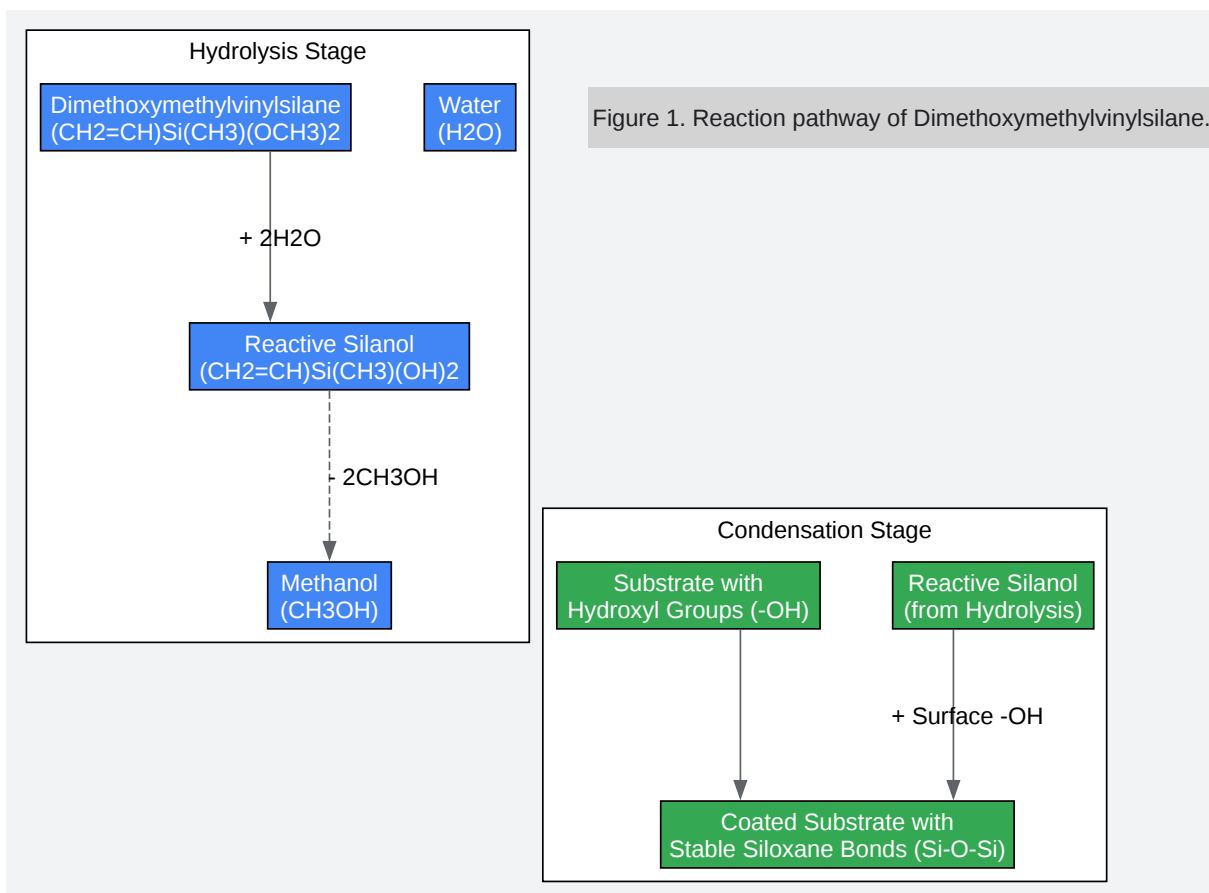 Hydrolysis Stage
Dimethoxymethylvinylsilane
(CH2=CH)Si(CH3)(OCH3)2
Water
(H2O)
Figure 1. Reaction pathway of Dimethoxymethylvinylsilane.
+ 2H2O
Reactive Silanol
(CH2=CH)Si(CH3)(OH)2
- 2CH3OH
Methanol
(CH3OH)
Condensation Stage
Substrate with
Hydroxyl Groups (-OH)
Reactive Silanol
(from Hydrolysis)
+ Surface -OH
Coated Substrate with
Stable Siloxane Bonds (Si-O-Si)